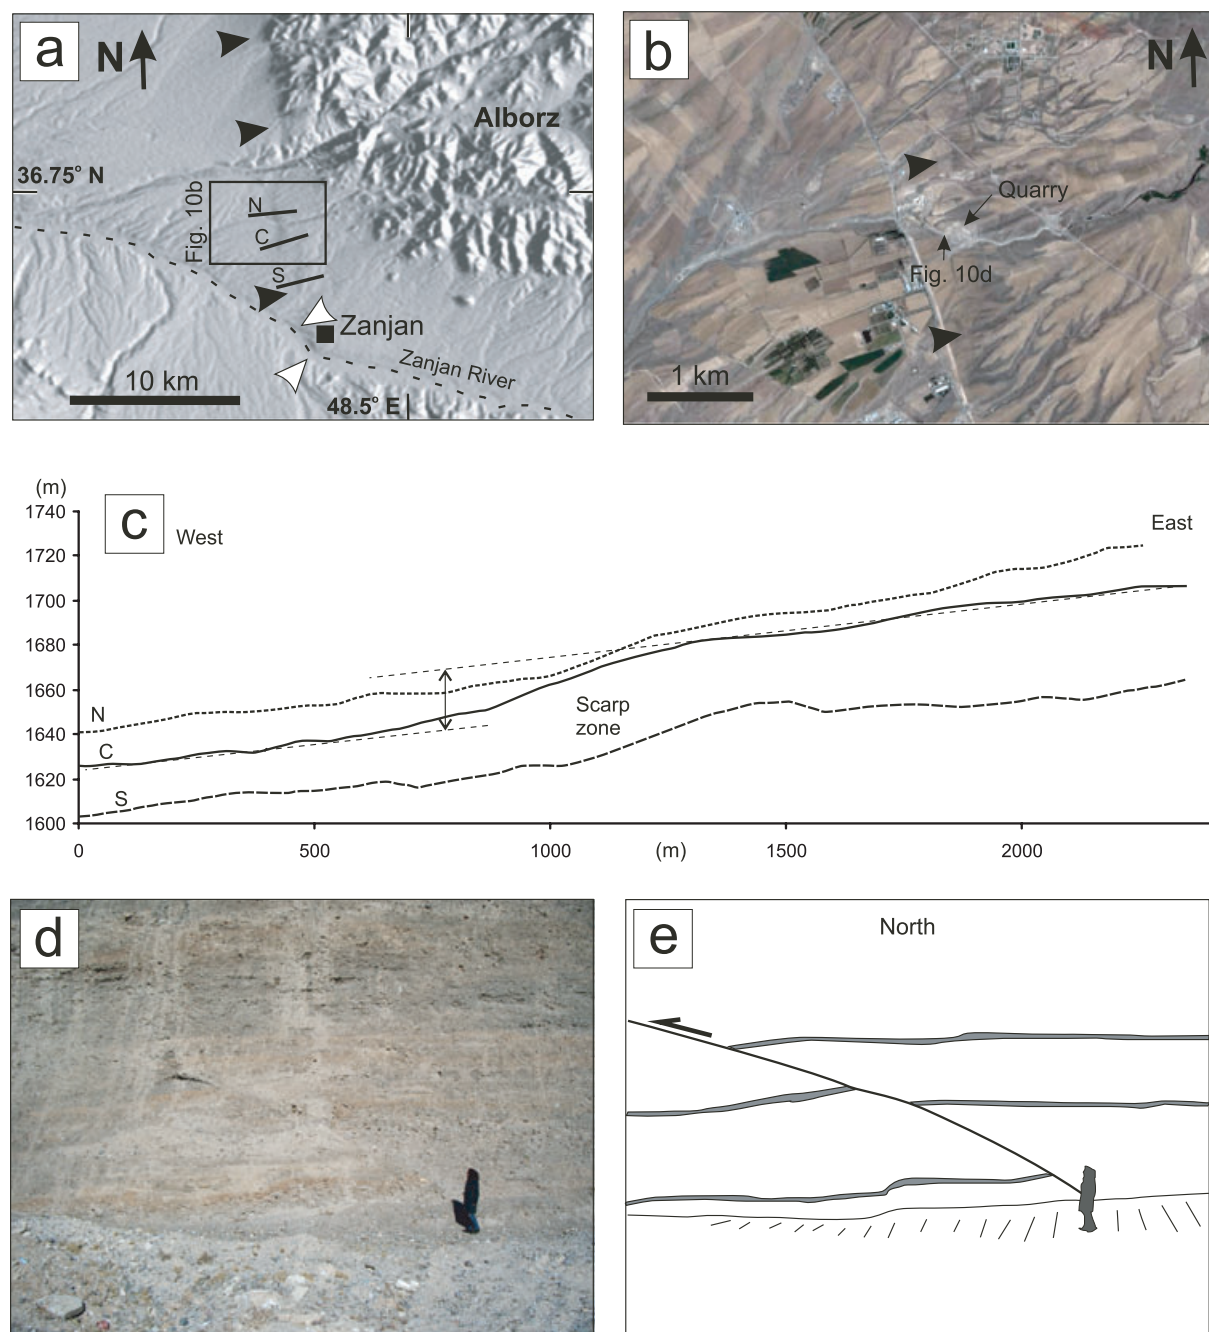 a
N
Alborz
36.75° N
Fig. 10b
N
C
S
Zanjan
Zanjan River
10 km
48.5° E
b
N
Quarry
Fig. 10d
1 km
(m)
c
West
East
1740
1720
1700
1680
1660
1640
1620
1600
N
C
S
Scarp
zone
0
500
1000
(m)
1500
2000
d
e
North